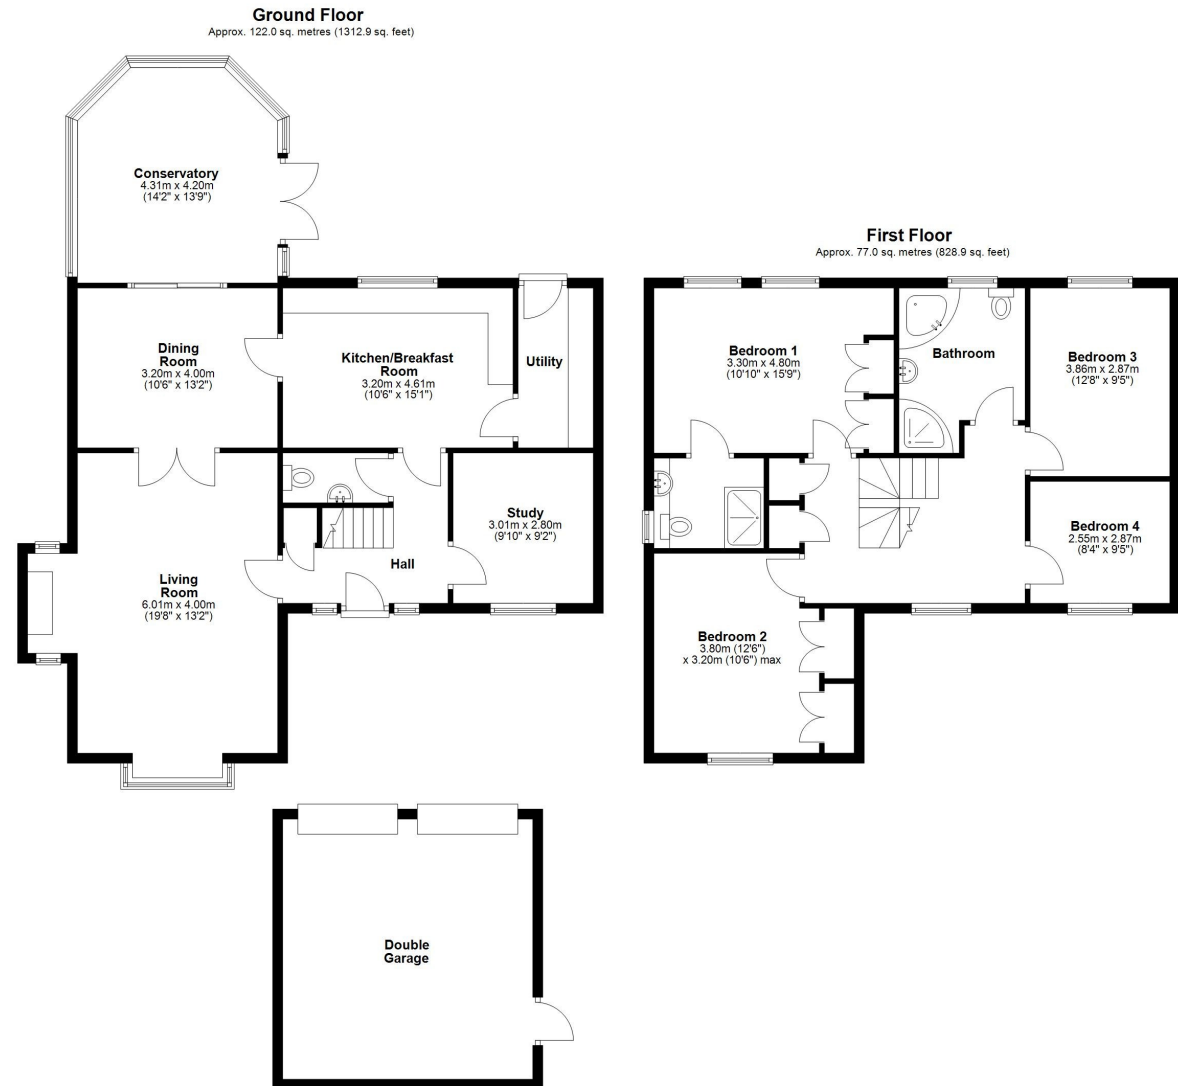 Ground Floor
Approx. 122.0 sq. metres (1312.9 sq. feet)
Conservatory
4.31m x 4.20m
(14'2" x 13'9")
Dining
Room
3.20m x 4.00m
(10'6" x 13'2")
Kitchen/Breakfast
Room
3.20m x 4.61m
(10'6" x 15'1")
Utility
Living
Room
6.01m x 4.00m
(19'8" x 13'2")
Hall
Study
3.01m x 2.80m
(9'10" x 9'2")
Double
Garage
First Floor
Approx. 77.0 sq. metres (828.9 sq. feet)
Bedroom 1
3.30m x 4.80m
(10'10" x 15'9")
Bathroom
Bedroom 3
3.86m x 2.87m
(12'8" x 9'5")
Bedroom 4
2.55m x 2.87m
(8'4" x 9'5")
Bedroom 2
3.80m (12'6")
x 3.20m (10'6") max